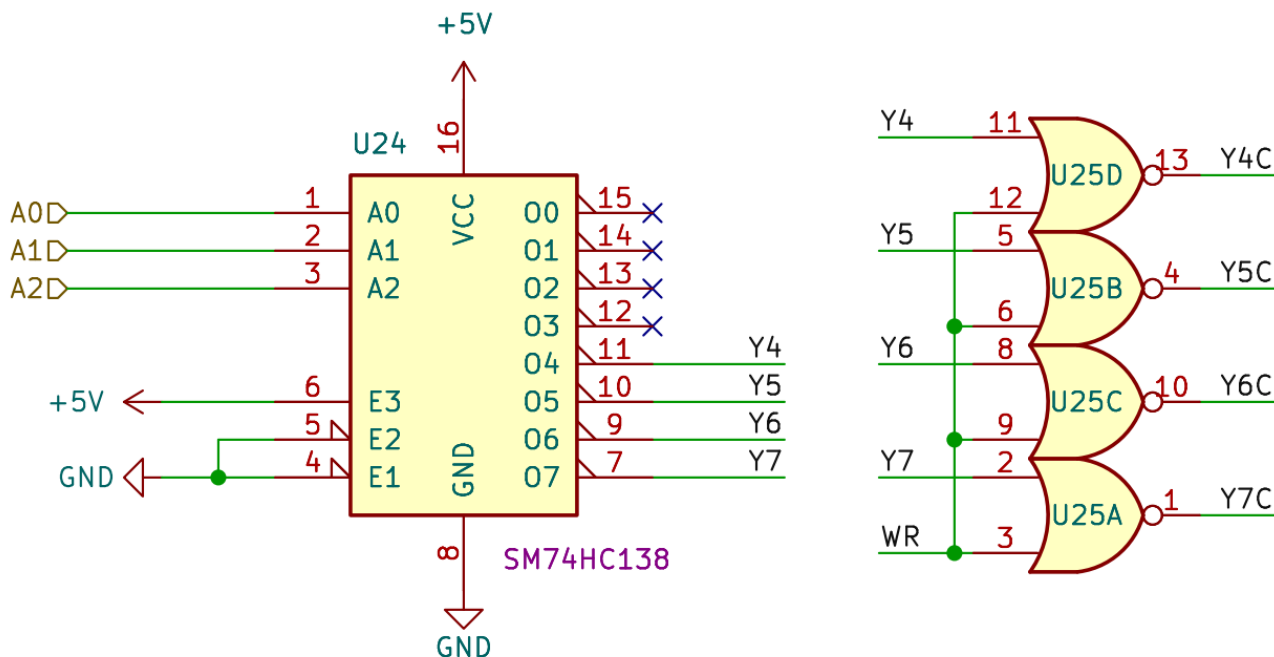 +5V
U24
16
VCC
A0
1
A0
O0
15
A1
2
A1
O1
14
A2
3
A2
O2
13
O3
12
O4
11
Y4
+5V
6
E3
O5
10
Y5
5
E2
O6
9
Y6
GND
4
E1
GND
O7
7
Y7
8
SM74HC138
GND
Y4
11
U25D
13
Y4C
12
Y5
5
U25B
4
Y5C
6
Y6
8
U25C
10
Y6C
9
Y7
2
U25A
1
Y7C
WR
3